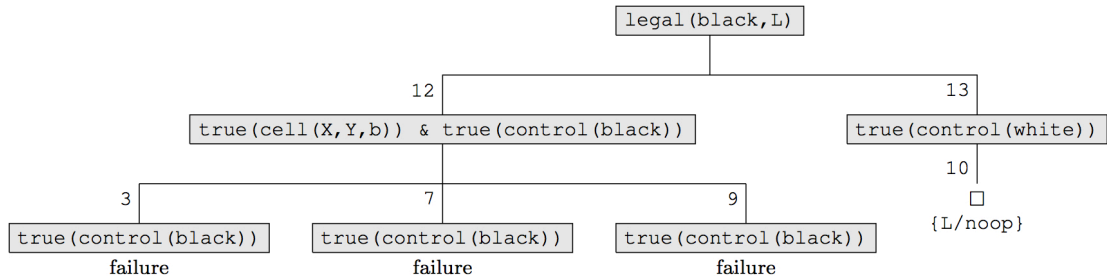 legal(black,L)
12
13
true(cell(X,Y,b)) & true(control(black))
true(control(white))
10
3
7
9
{L/noop}
true(control(black))
true(control(black))
true(control(black))
failure
failure
failure